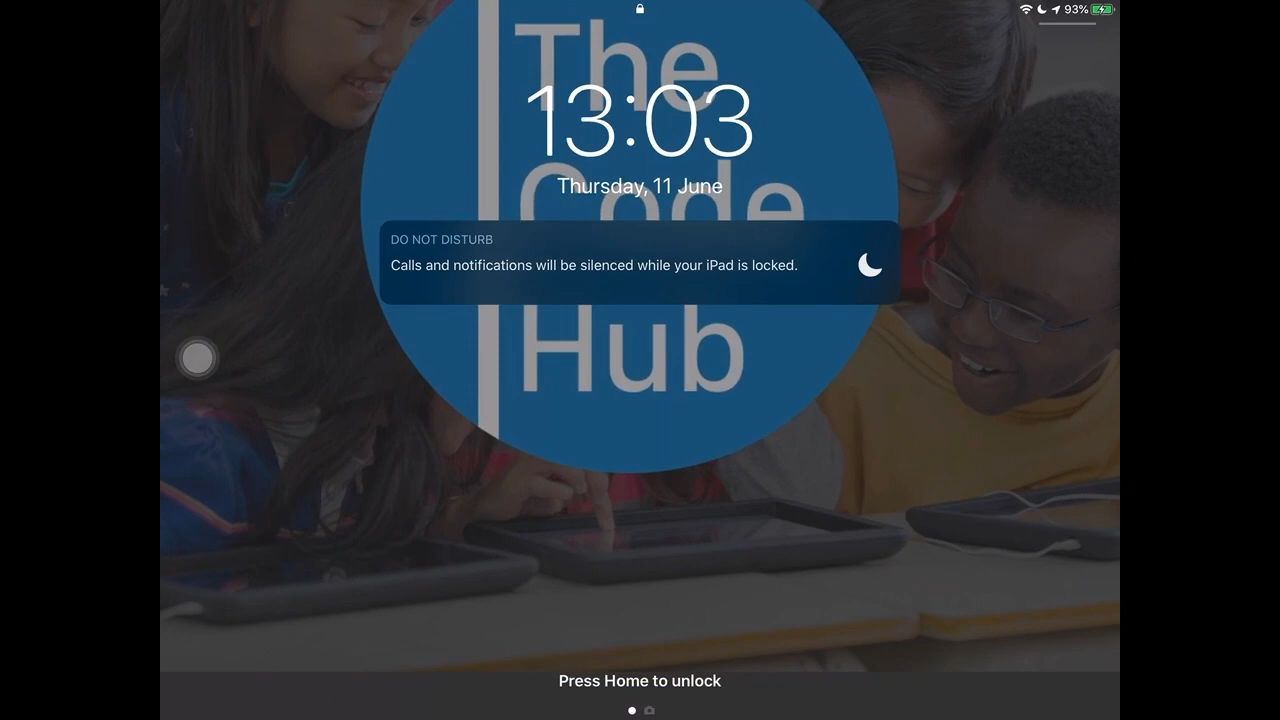 93%
The
13:03
Thursday, 11 June
Code
DO NOT DISTURB
Calls and notifications will be silenced while your iPad is locked.
Hub
Press Home to unlock